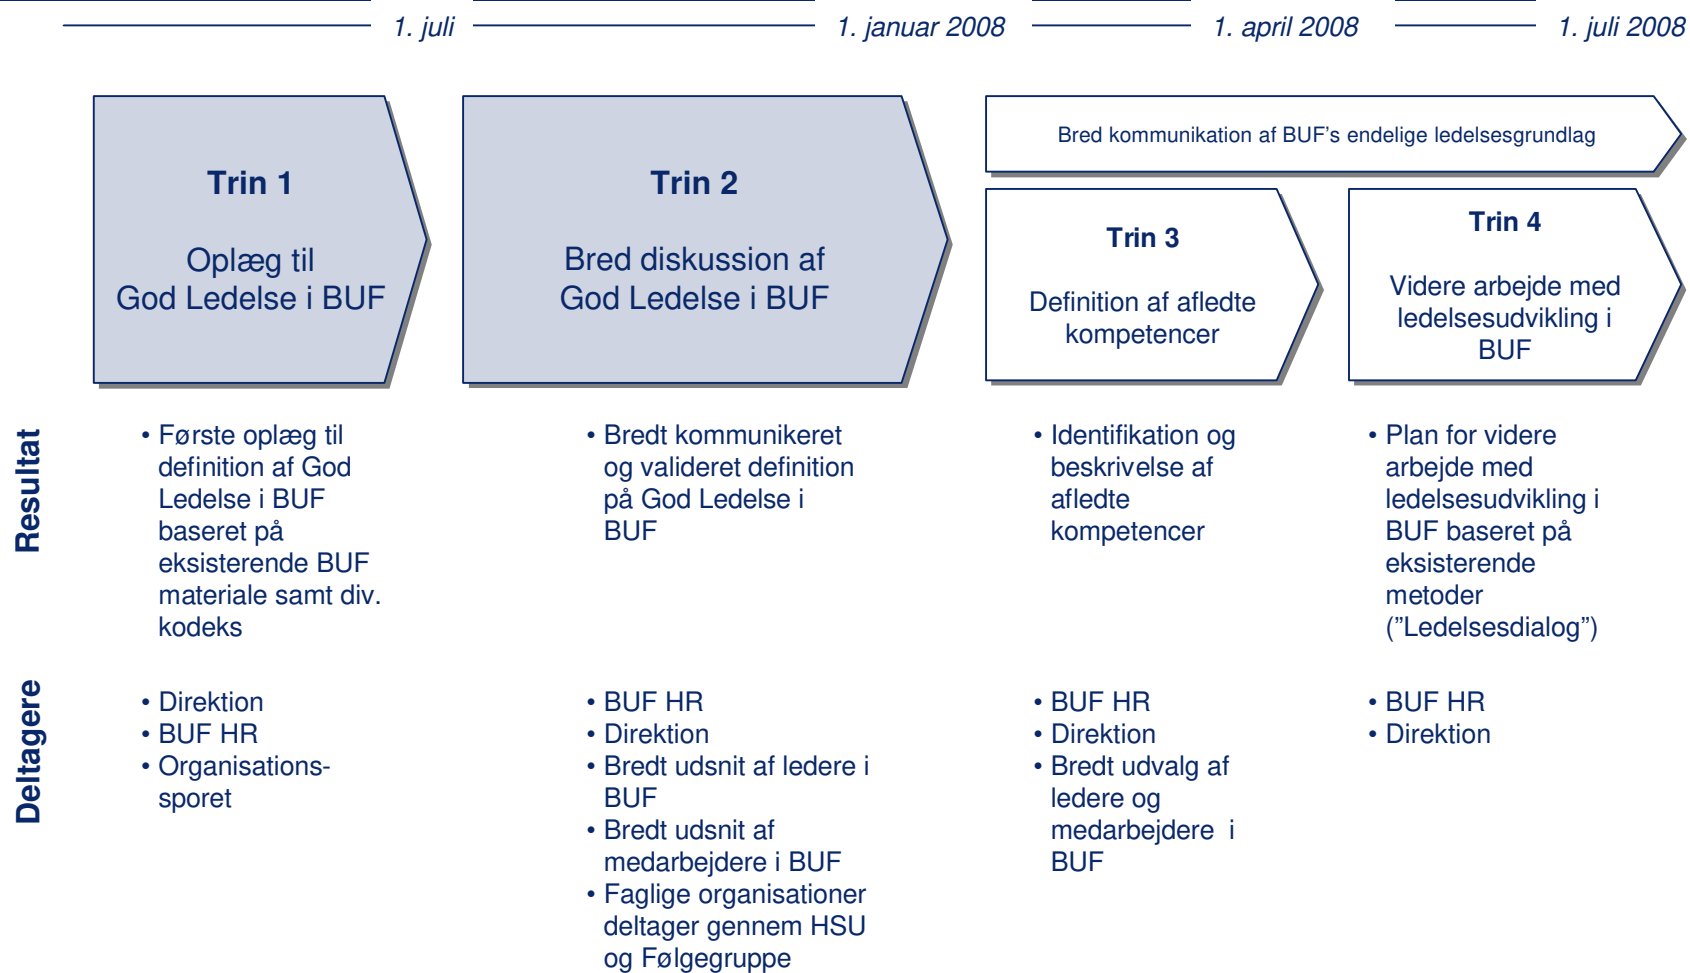 1. juli
1. januar 2008
1. april 2008
1. juli 2008
Trin 1
Oplæg til
God Ledelse i BUF
Trin 2
Bred diskussion af
God Ledelse i BUF
Bred kommunikation af BUF’s endelige ledelsesgrundlag
Trin 3
Definition af afledte
kompetencer
Trin 4
Videre arbejde med
ledelsesudvikling i
BUF
Resultat
• Første oplæg til
definition af God
Ledelse i BUF
baseret på
eksisterende BUF
materiale samt div.
kodeks
• Bredt kommunikeret
og valideret definition
på God Ledelse i
BUF
• Identifikation og
beskrivelse af
afledte
kompetencer
• Plan for videre
arbejde med
ledelsesudvikling i
BUF baseret på
eksisterende
metoder
(”Ledelsesdialog”)
Deltagere
• Direktion
• BUF HR
• Organisations-
sporet
• BUF HR
• Direktion
• Bredt udsnit af ledere i
BUF
• Bredt udsnit af
medarbejdere i BUF
• Faglige organisationer
deltager gennem HSU
og Følgegruppe
• BUF HR
• Direktion
• Bredt udvalg af
ledere og
medarbejdere i
BUF
• BUF HR
• Direktion